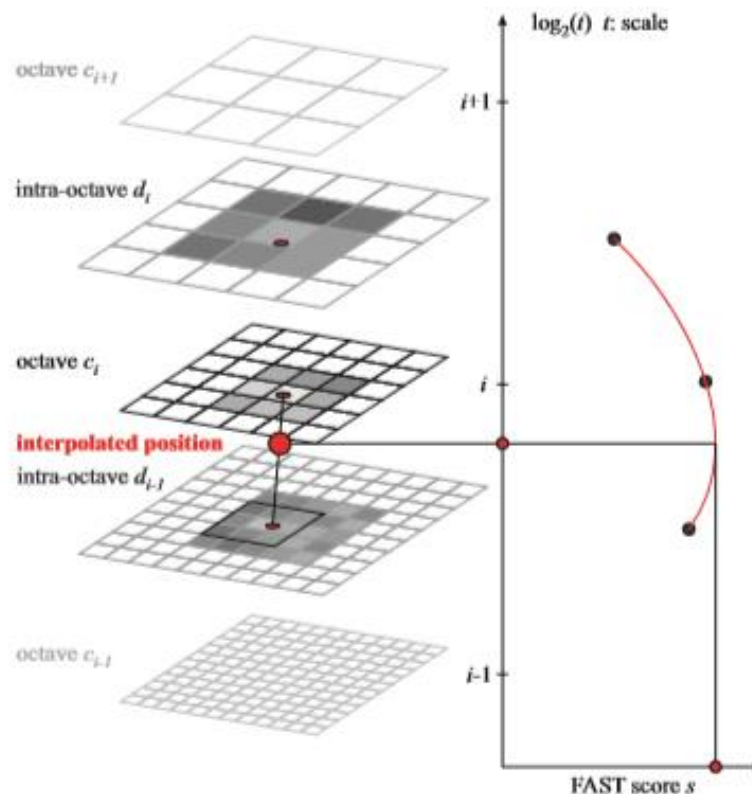 log₂(t) t: scale
octave cᵢ₊₁
i+1
intra-octave dᵢ
octave cᵢ
i
interpolated position
intra-octave dᵢ₋₁
octave cᵢ₋₁
i-1
FAST score s